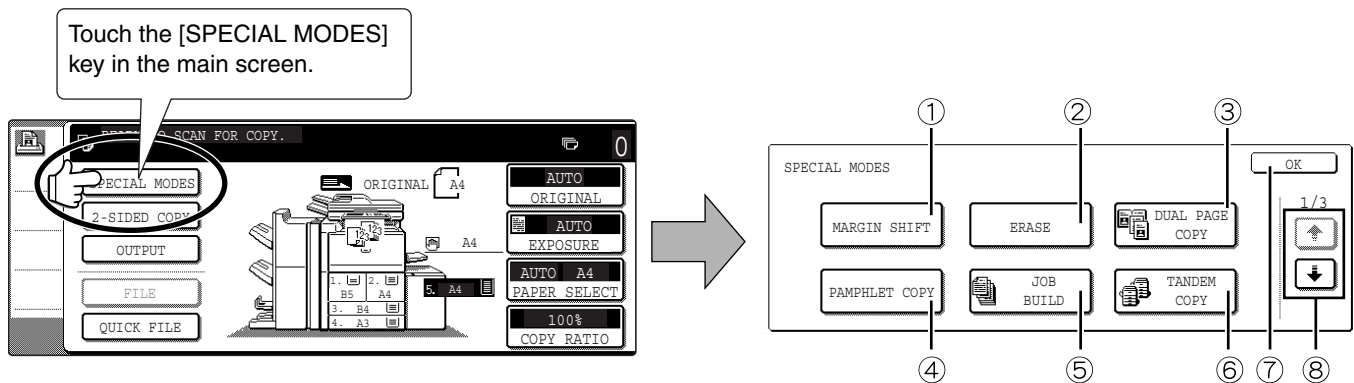 Touch the [SPECIAL MODES]
key in the main screen.
SCAN FOR COPY.
0
SPECIAL MODES
2-SIDED COPY
OUTPUT
FILE
QUICK FILE
ORIGINAL A4
A4
1. 2.
B5 A4
3. B4
4. A3
5. A4
AUTO
ORIGINAL
AUTO
EXPOSURE
AUTO A4
PAPER SELECT
100%
COPY RATIO
① ② ③
SPECIAL MODES
OK
1/3
MARGIN SHIFT
ERASE
DUAL PAGE
COPY
PAMPHLET COPY
JOB
BUILD
TANDEM
COPY
④ ⑤ ⑥ ⑦ ⑧